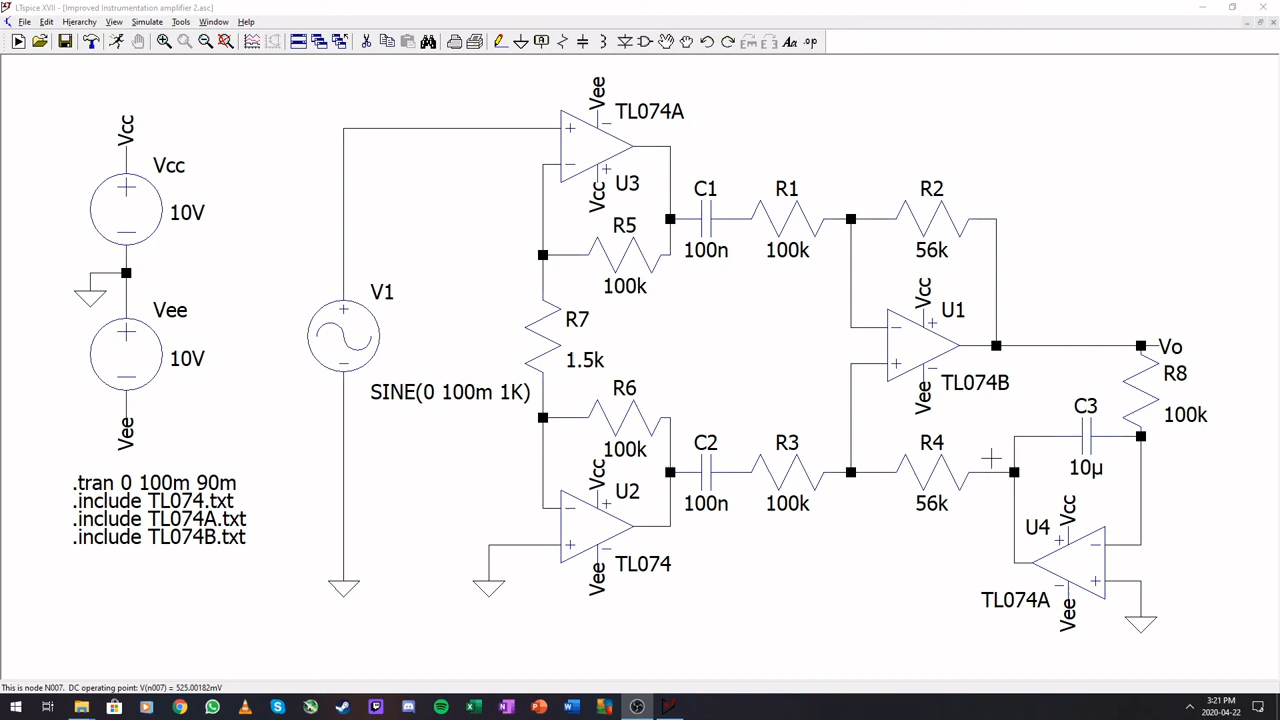 LTspice XVII - [Improved Instrumentation amplifier 2.asc]
File Edit Hierarchy View Simulate Tools Window Help
Vee
TL074A
Vcc
Vcc
10V
U3
Vcc
C1
R1
R2
R5
100n
100k
56k
100k
V1
Vcc
U1
Vee
10V
R7
1.5k
Vo
R8
SINE(0 100m 1K)
R6
Vee
TL074B
C3
100k
Vee
100k
C2
R3
R4
10µ
Vcc
U2
.tran 0 100m 90m
.include TL074.txt
.include TL074A.txt
.include TL074B.txt
100n
100k
56k
Vcc
U4
TL074
Vee
TL074A
Vee
This is node N007. DC operating point: V(n007) = 525.00182mV
3:21 PM
2020-04-22